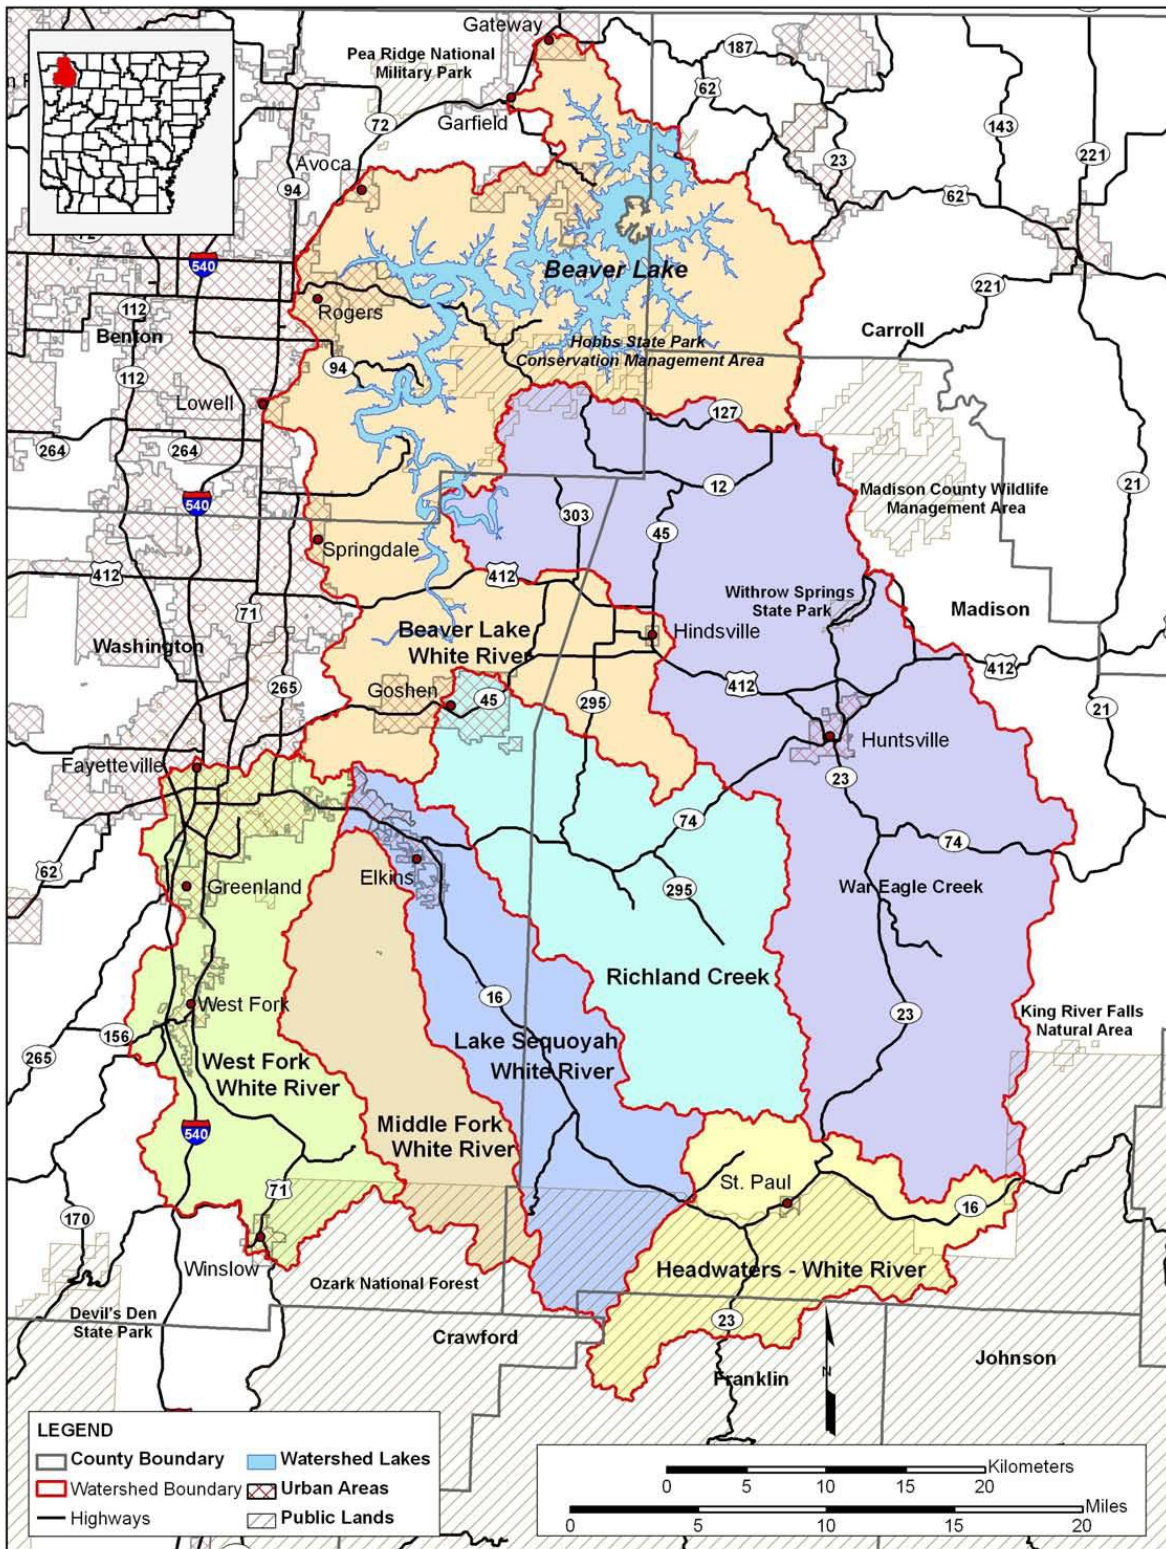 Gateway
187
Pea Ridge National
Military Park
62
Garfield
72
143
Avoca
23
221
94
62
540
Beaver Lake
221
112
Rogers
Carroll
Benton
Hobbs State Park
Conservation Management Area
94
112
Lowell
127
264
264
21
12
Madison County Wildlife
Management Area
540
303
45
Springdale
412
412
Withrow Springs
State Park
Madison
71
Beaver Lake
White River
Hindsville
Washington
412
412
265
Goshen
45
295
21
Huntsville
Fayetteville
23
74
74
62
Elkins
Greenland
295
War Eagle Creek
Richland Creek
16
West Fork
23
King River Falls
Natural Area
156
Lake Sequoyah
White River
265
West Fork
White River
Middle Fork
White River
540
St. Paul
71
16
170
Winslow
Headwaters - White River
Ozark National Forest
Devil's Den
State Park
23
Crawford
Johnson
Franklin
N
LEGEND
County Boundary
Watershed Lakes
Watershed Boundary
Urban Areas
Highways
Public Lands
Kilometers
0 5 10 15 20
Miles
0 5 10 15 20